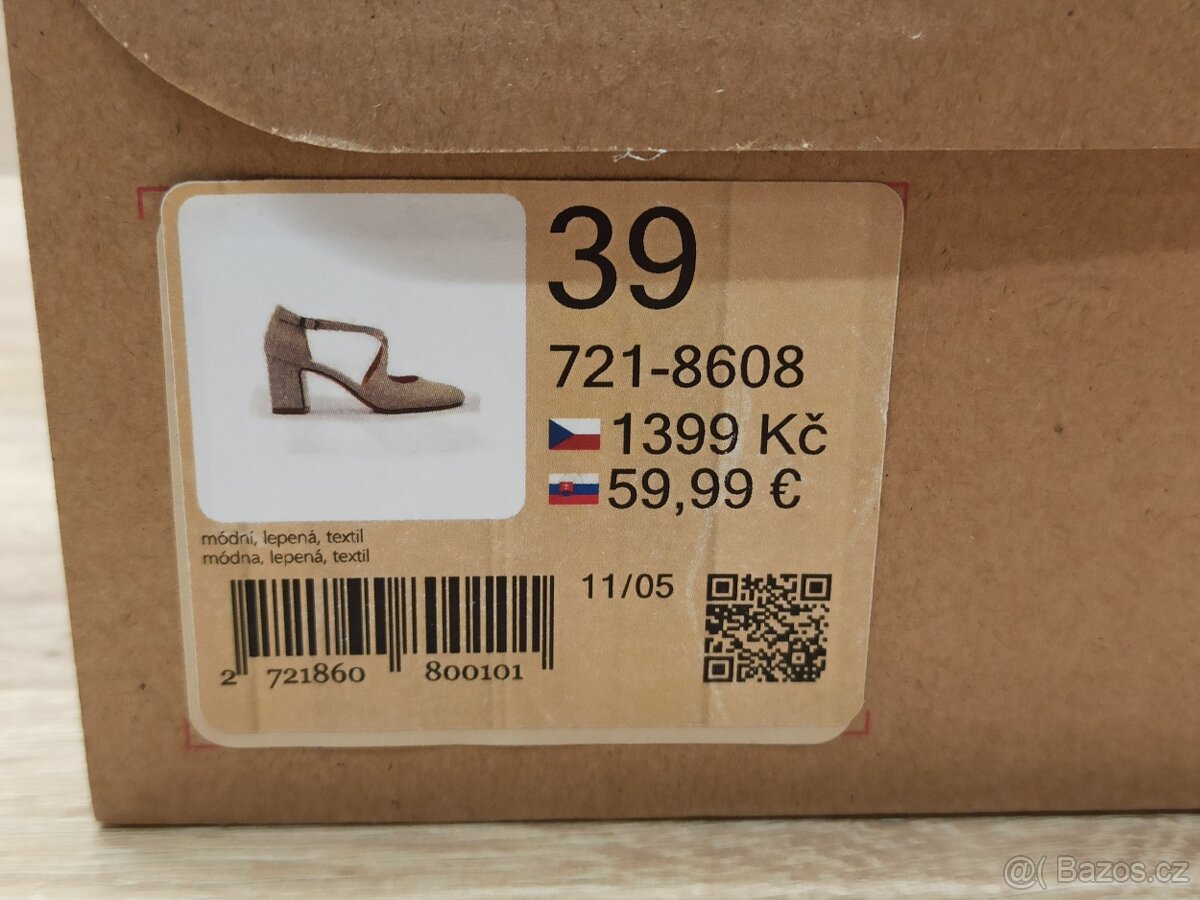 39
721-8608
1399 Kč
59,99 €
módní, lepená, textil
módna, lepená, textil
11/05
2 721860 800101
@( Bazos.cz